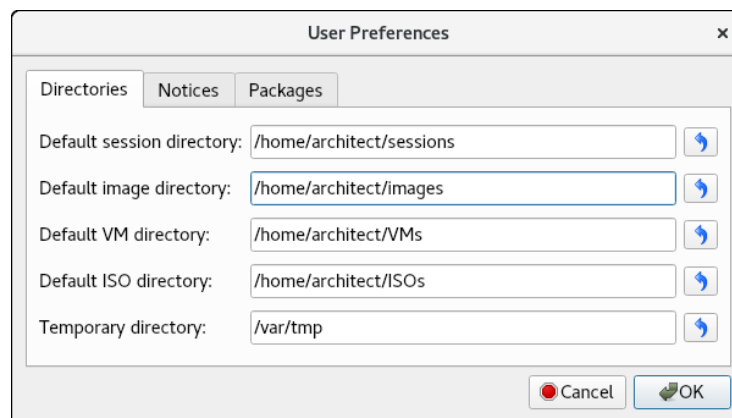 User Preferences
Directories Notices Packages
Default session directory: /home/architect/sessions
Default image directory: /home/architect/images
Default VM directory: /home/architect/VMs
Default ISO directory: /home/architect/ISOs
Temporary directory: /var/tmp
Cancel OK